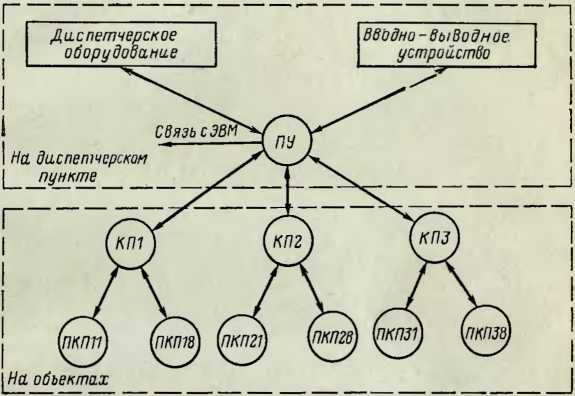 Диспетчерское
оборудование
Вводно-выводное
устройство
Связь с ЭВМ
ПУ
На диспетчерском
пункте
КП1
КП2
КП3
ПКП11
ПКП18
ПКП21
ПКП28
ПКП31
ПКП38
На объектах